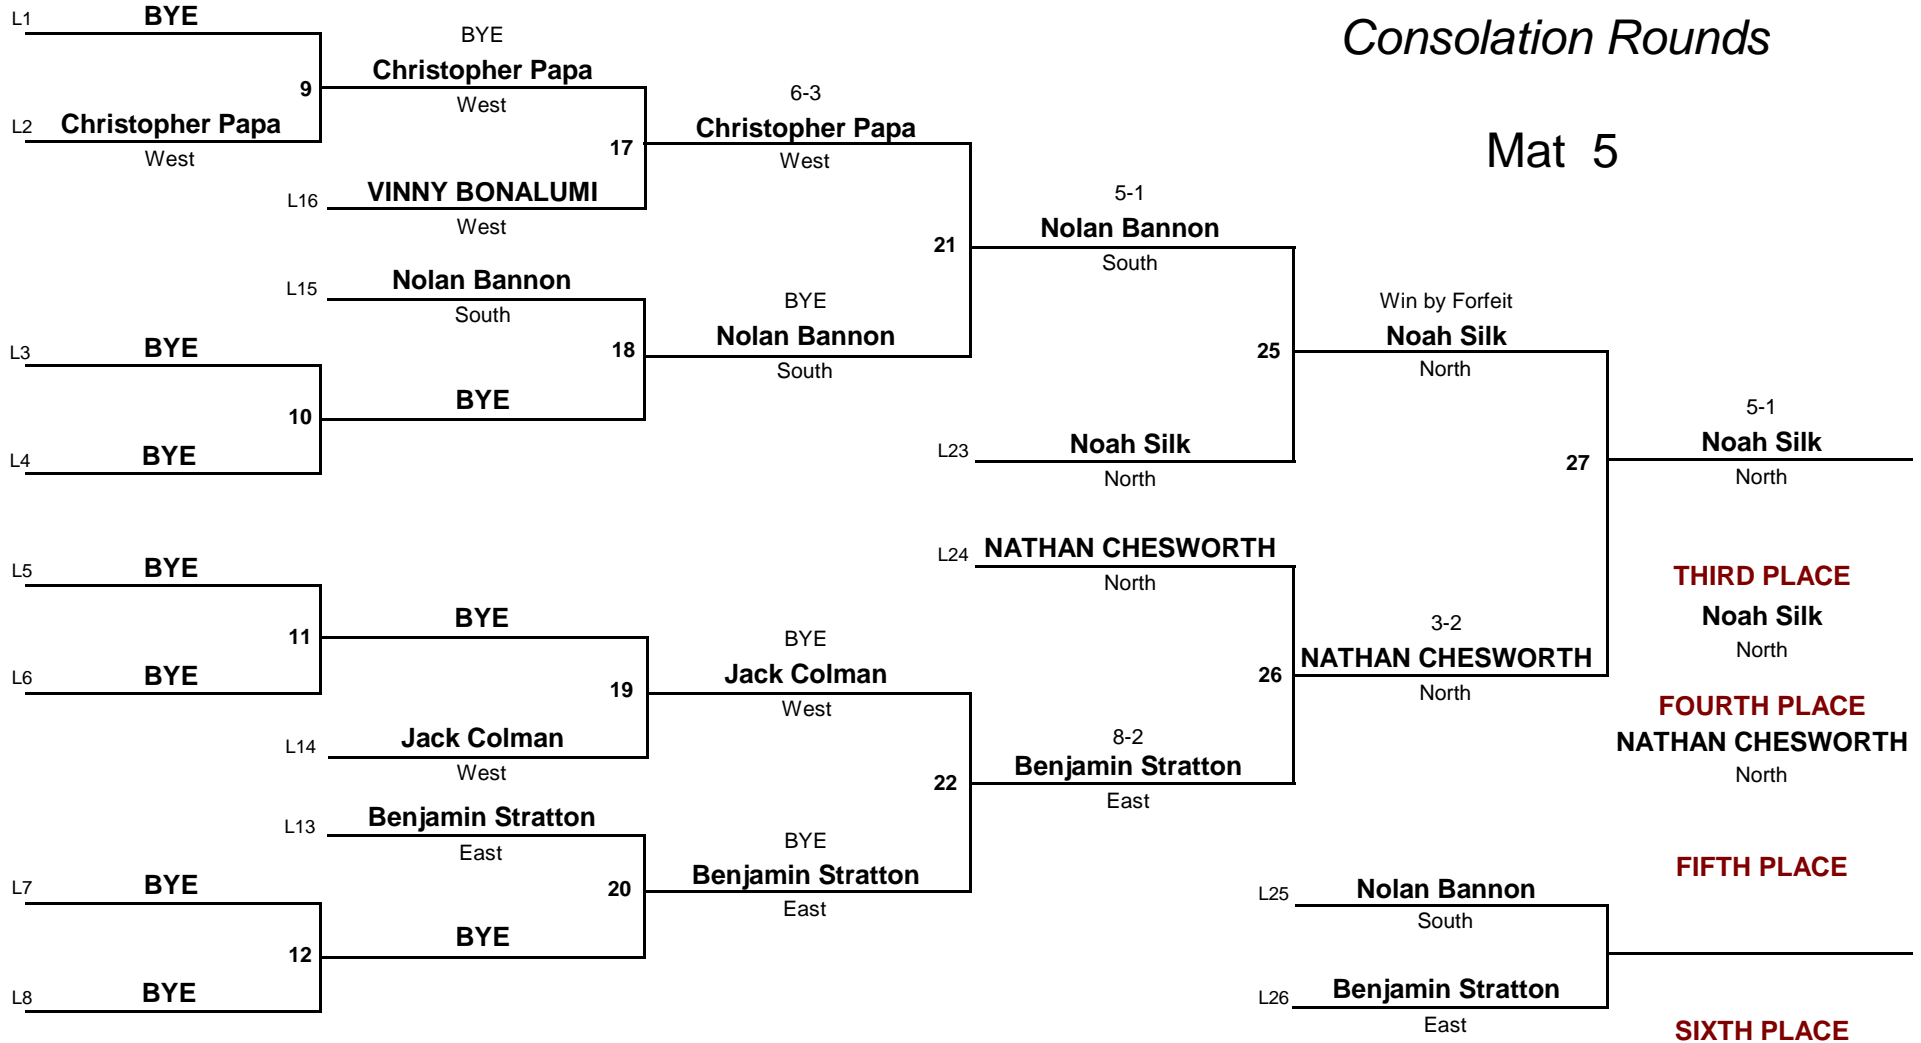 Consolation Rounds
Mat 5
L1 BYE
BYE
Christopher Papa
West
9
L2 Christopher Papa
West
6-3
Christopher Papa
West
17
L16 VINNY BONALUMI
West
5-1
Nolan Bannon
South
21
L15 Nolan Bannon
South
BYE
Nolan Bannon
South
18
L3 BYE
BYE
10
L4 BYE
Win by Forfeit
Noah Silk
North
25
L23 Noah Silk
North
5-1
Noah Silk
North
27
L24 NATHAN CHESWORTH
North
L5 BYE
BYE
11
L6 BYE
BYE
Jack Colman
West
19
L14 Jack Colman
West
3-2
NATHAN CHESWORTH
North
26
8-2
Benjamin Stratton
East
22
L13 Benjamin Stratton
East
BYE
Benjamin Stratton
East
20
L7 BYE
BYE
12
L8 BYE
THIRD PLACE
Noah Silk
North
FOURTH PLACE
NATHAN CHESWORTH
North
FIFTH PLACE
L25 Nolan Bannon
South
L26 Benjamin Stratton
East
SIXTH PLACE